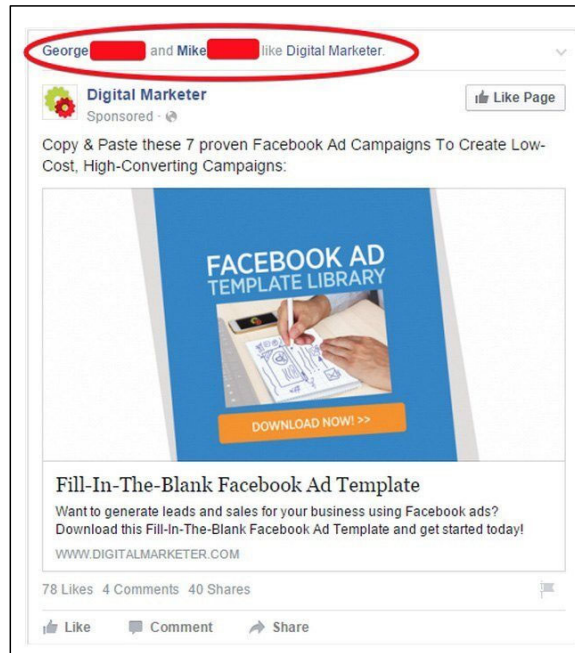 George and Mike like Digital Marketer.
Digital Marketer
Like Page
Sponsored ·
Copy & Paste these 7 proven Facebook Ad Campaigns To Create Low-
Cost, High-Converting Campaigns:
FACEBOOK AD
TEMPLATE LIBRARY
DOWNLOAD NOW! >>
Fill-In-The-Blank Facebook Ad Template
Want to generate leads and sales for your business using Facebook ads?
Download this Fill-In-The-Blank Facebook Ad Template and get started today!
WWW.DIGITALMARKETER.COM
78 Likes 4 Comments 40 Shares
Like Comment Share